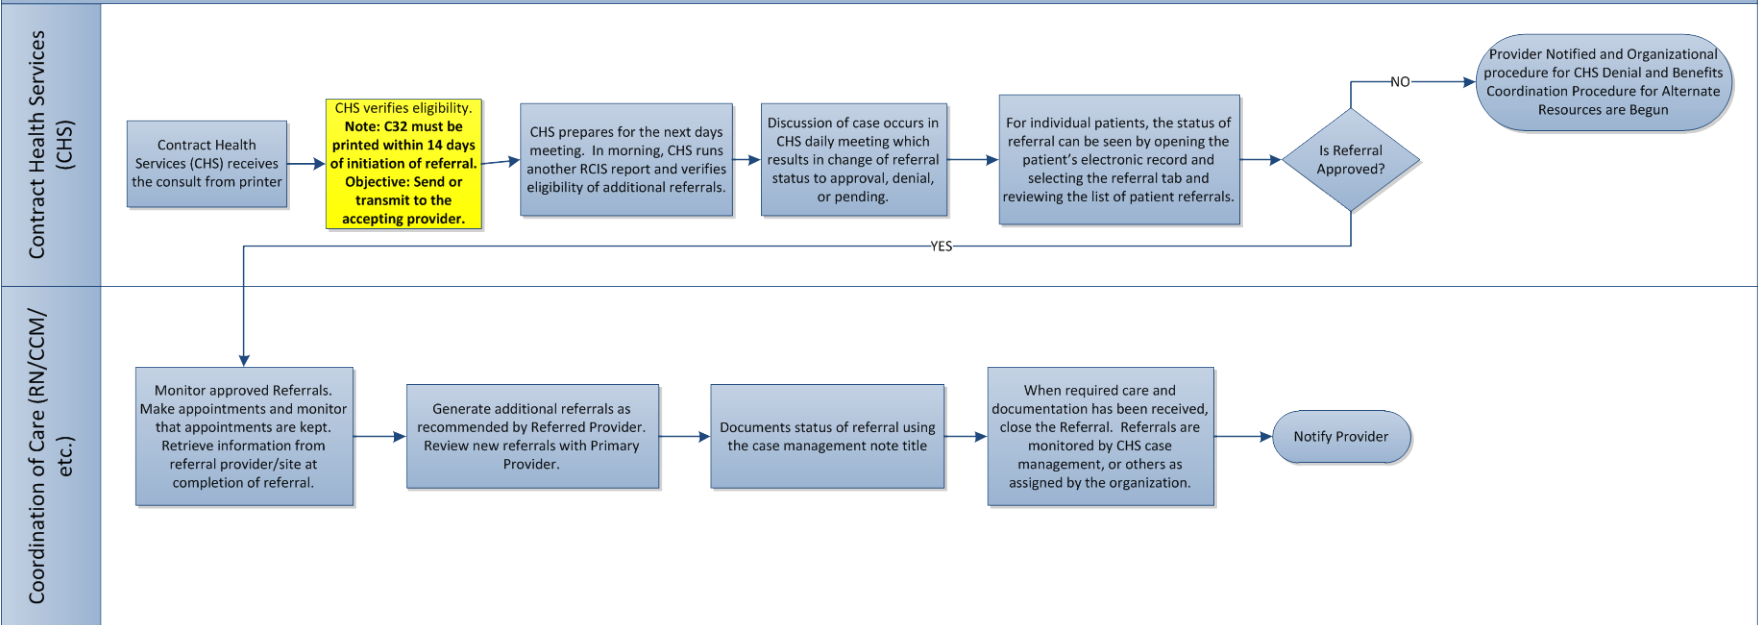 Contract Health Services
(CHS)
Contract Health
Services (CHS) receives
the consult from printer
CHS verifies eligibility.
Note: C32 must be
printed within 14 days
of initiation of referral.
Objective: Send or
transmit to the
accepting provider.
CHS prepares for the next days
meeting. In morning, CHS runs
another RCIS report and verifies
eligibility of additional referrals.
Discussion of case occurs in
CHS daily meeting which
results in change of referral
status to approval, denial,
or pending.
For individual patients, the status of
referral can be seen by opening the
patient's electronic record and
selecting the referral tab and
reviewing the list of patient referrals.
Is Referral
Approved?
NO
Provider Notified and Organizational
procedure for CHS Denial and Benefits
Coordination Procedure for Alternate
Resources are Begun
YES
Coordination of Care (RN/CCM/
etc.)
Monitor approved Referrals.
Make appointments and monitor
that appointments are kept.
Retrieve information from
referral provider/site at
completion of referral.
Generate additional referrals as
recommended by Referred Provider.
Review new referrals with Primary
Provider.
Documents status of referral using
the case management note title
When required care and
documentation has been received,
close the Referral. Referrals are
monitored by CHS case
management, or others as
assigned by the organization.
Notify Provider